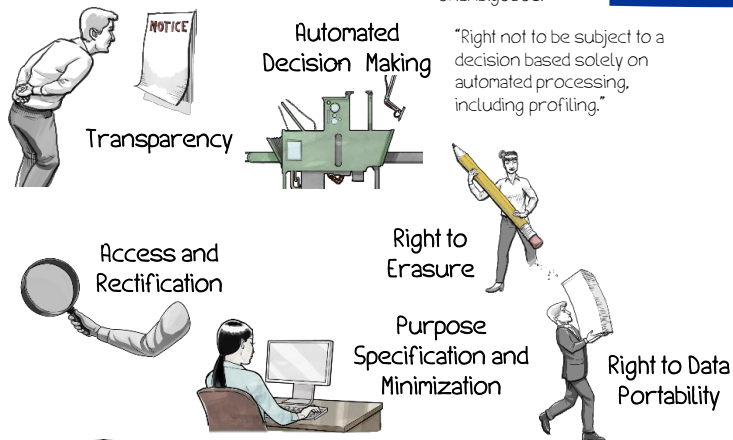 NOTICE
Transparency
Automated
Decision Making
"Right not to be subject to a
decision based solely on
automated processing,
including profiling."
Access and
Rectification
Right to
Erasure
Purpose
Specification and
Minimization
Right to Data
Portability